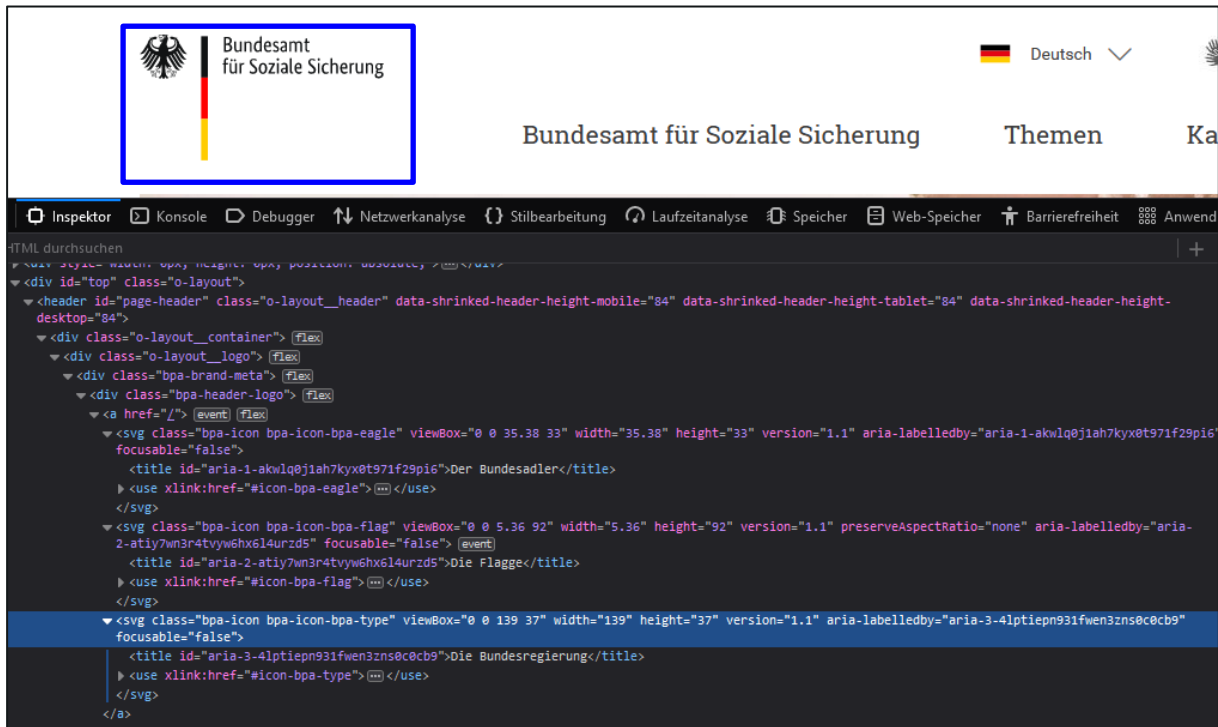 Bundesamt
für Soziale Sicherung
Deutsch
Bundesamt für Soziale Sicherung Themen Ka
Inspektor Konsole Debugger Netzwerkanalyse {} Stilbearbeitung Laufzeitanalyse Speicher Web-Speicher Barrierefreiheit Anwend
HTML durchsuchen +
<div style="width: 0px; height: 0px; position: absolute;"></div>
<div id="top" class="o-layout">
<header id="page-header" class="o-layout__header" data-shrinked-header-height-mobile="84" data-shrinked-header-height-tablet="84" data-shrinked-header-height-
desktop="84">
<div class="o-layout__container"> flex
<div class="o-layout__logo"> flex
<div class="bpa-brand-meta"> flex
<div class="bpa-header-logo"> flex
<a href="/"> event flex
<svg class="bpa-icon bpa-icon-bpa-eagle" viewBox="0 0 35.38 33" width="35.38" height="33" version="1.1" aria-labelledby="aria-1-akwlq0j1ah7kyx0t971f29pi6"
focusable="false">
<title id="aria-1-akwlq0j1ah7kyx0t971f29pi6">Der Bundesadler</title>
<use xlink:href="#icon-bpa-eagle"></use>
</svg>
<svg class="bpa-icon bpa-icon-bpa-flag" viewBox="0 0 5.36 92" width="5.36" height="92" version="1.1" preserveAspectRatio="none" aria-labelledby="aria-
2-atiy7wn3r4tvyw6hx6l4urzd5" focusable="false"> event
<title id="aria-2-atiy7wn3r4tvyw6hx6l4urzd5">Die Flagge</title>
<use xlink:href="#icon-bpa-flag"></use>
</svg>
<svg class="bpa-icon bpa-icon-bpa-type" viewBox="0 0 139 37" width="139" height="37" version="1.1" aria-labelledby="aria-3-4lptiepn931fwen3zns0c0cb9"
focusable="false">
<title id="aria-3-4lptiepn931fwen3zns0c0cb9">Die Bundesregierung</title>
<use xlink:href="#icon-bpa-type"></use>
</svg>
</a>